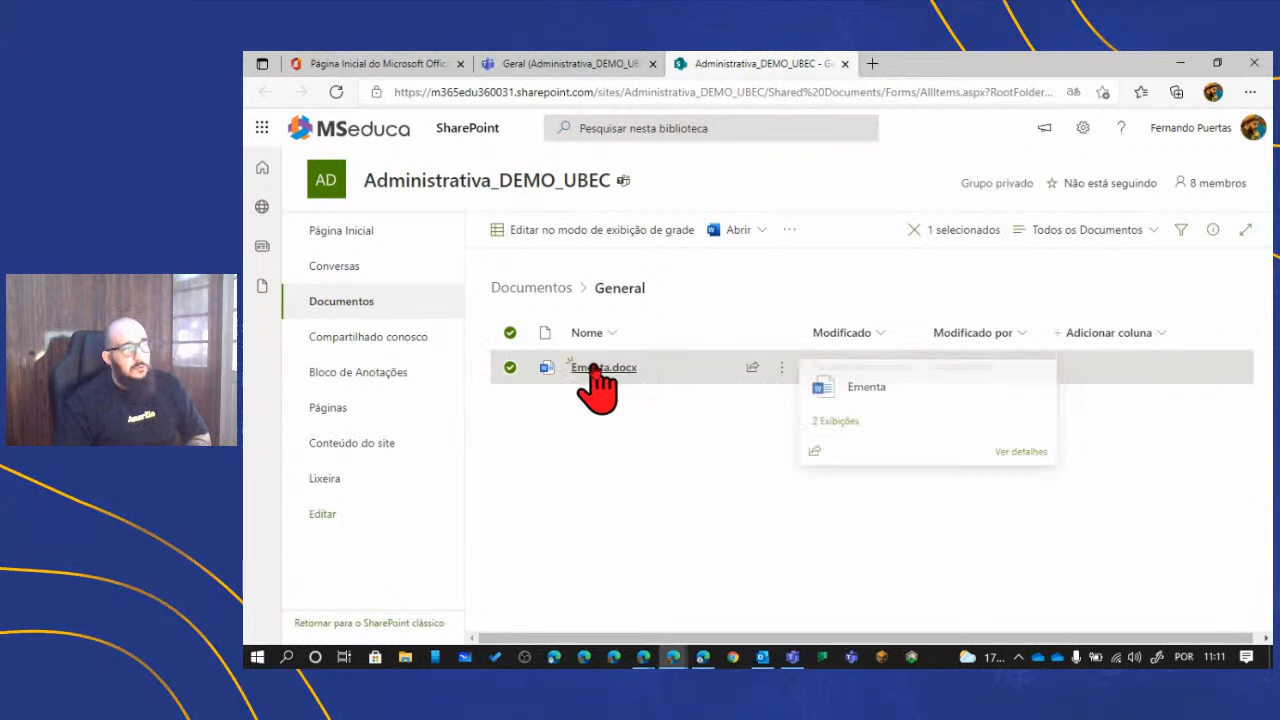 Página Inicial do Microsoft Office
Geral (Administrativa_DEMO_UB
Administrativa_DEMO_UBEC - G
https://m365edu360031.sharepoint.com/sites/Administrativa_DEMO_UBEC/Shared%20Documents/Forms/AllItems.aspx?RootFolder...
MSeduca
SharePoint
Pesquisar nesta biblioteca
Fernando Puertas
AD
Administrativa_DEMO_UBEC
Grupo privado
Não está seguindo
8 membros
Página Inicial
Conversas
Documentos
Compartilhado conosco
Bloco de Anotações
Páginas
Conteúdo do site
Lixeira
Editar
Retornar para o SharePoint clássico
Editar no modo de exibição de grade
Abrir
1 selecionados
Todos os Documentos
Documentos > General
Nome
Modificado
Modificado por
+ Adicionar coluna
Ementa.docx
Ementa
2 Exibições
Ver detalhes
17...
POR
11:11